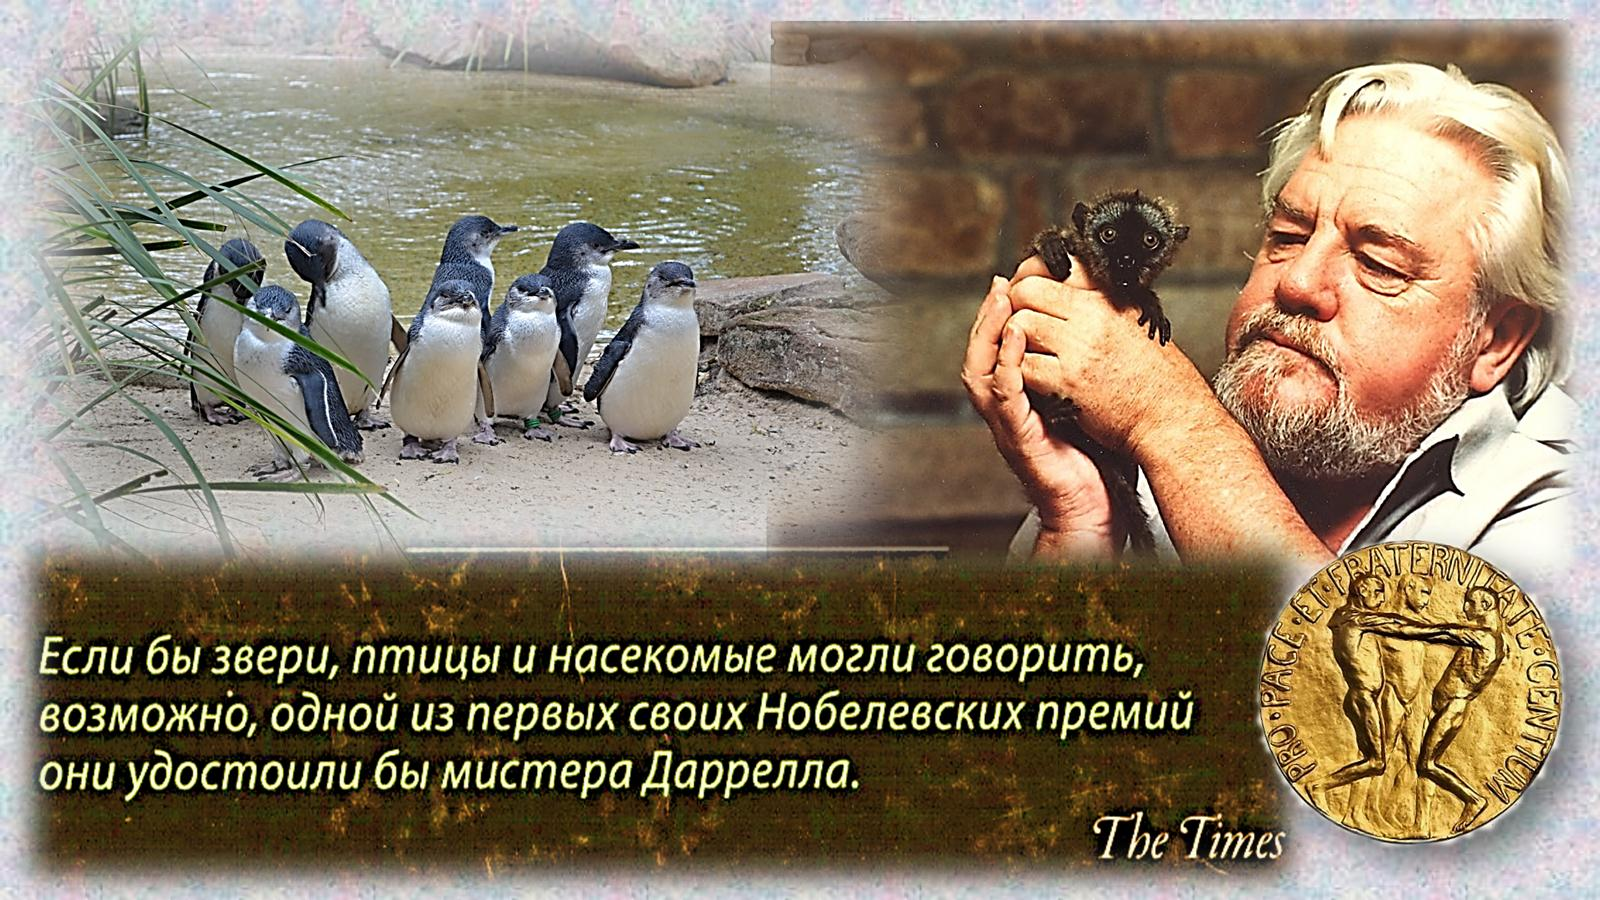 Если бы звери, птицы и насекомые могли говорить,
возможно, одной из первых своих Нобелевских премий
они удостоили бы мистера Даррелла.
The Times
PRO · PACE · ET · FRATERNITATE · GENTIUM